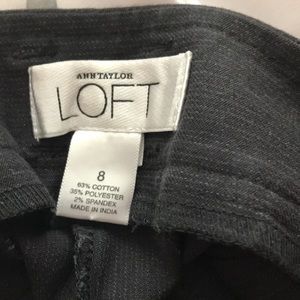 ANN TAYLOR
LOFT
8
63% COTTON
35% POLYESTER
2% SPANDEX
MADE IN INDIA